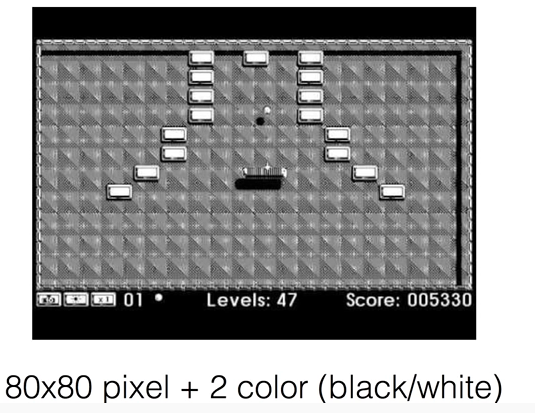 01 Levels: 47 Score: 005330
80x80 pixel + 2 color (black/white)